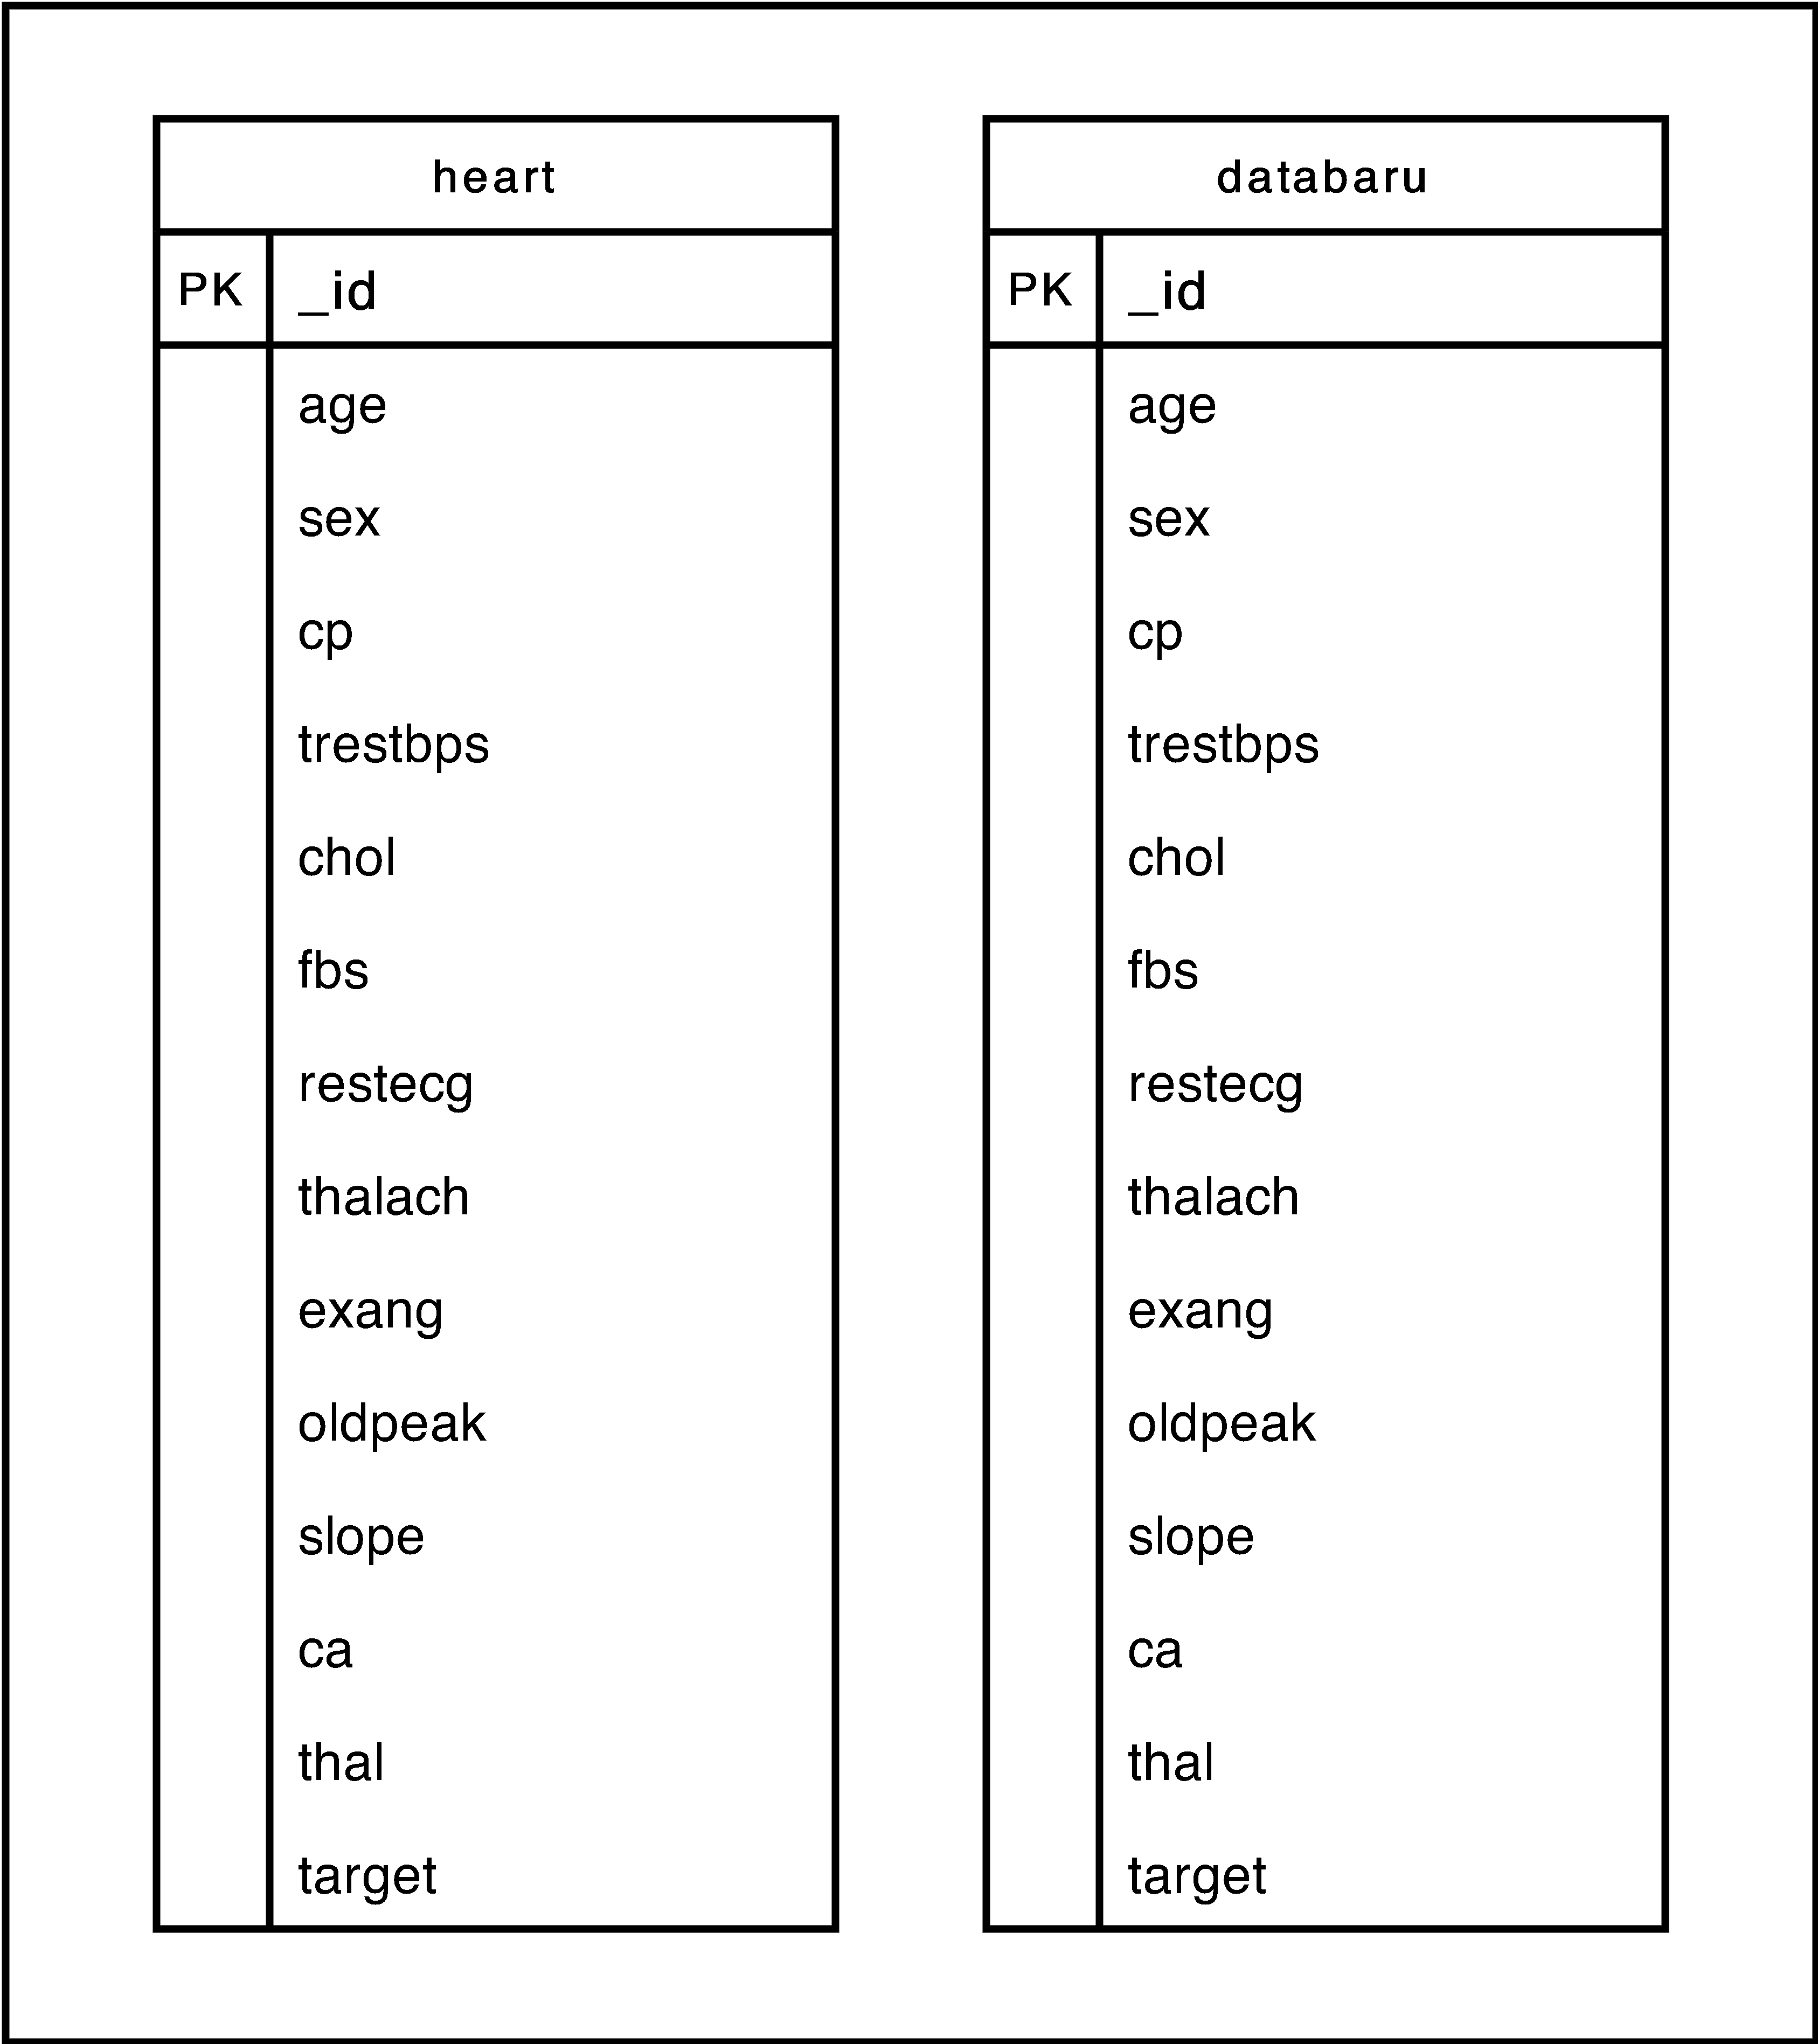 heart
PK _id
age
sex
cp
trestbps
chol
fbs
restecg
thalach
exang
oldpeak
slope
ca
thal
target
databaru
PK _id
age
sex
cp
trestbps
chol
fbs
restecg
thalach
exang
oldpeak
slope
ca
thal
target